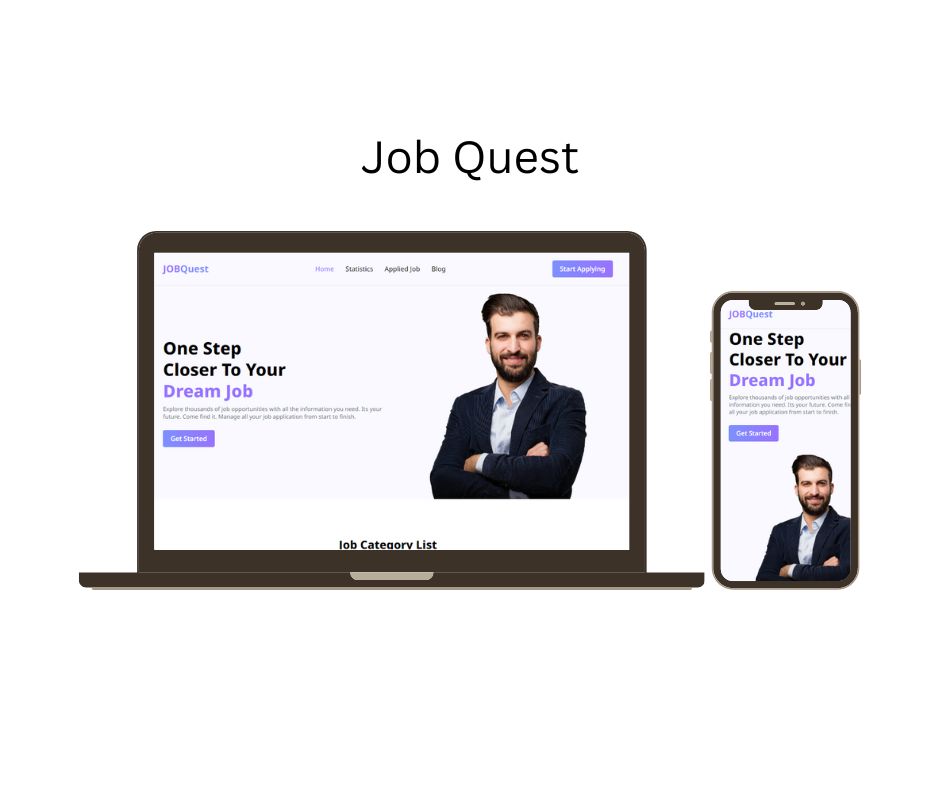 Job Quest
JOBQuest
Home Statistics Applied Job Blog
Start Applying
One Step
Closer To Your
Dream Job
Explore thousands of job opportunities with all the information you need. Its your
future. Come find it. Manage all your job application from start to finish.
Get Started
Job Category List
JOBQuest
One Step
Closer To Your
Dream Job
Explore thousands of job opportunities with all
information you need. Its your future. Come
all your job application from start to finish.
Get Started